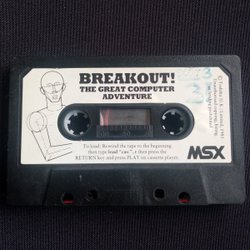 BREAKOUT!
THE GREAT COMPUTER
ADVENTURE
To load: Rewind the tape to the beginning
then type load "cas:", r then press the
RETURN key and press PLAY on cassette player.
MSX